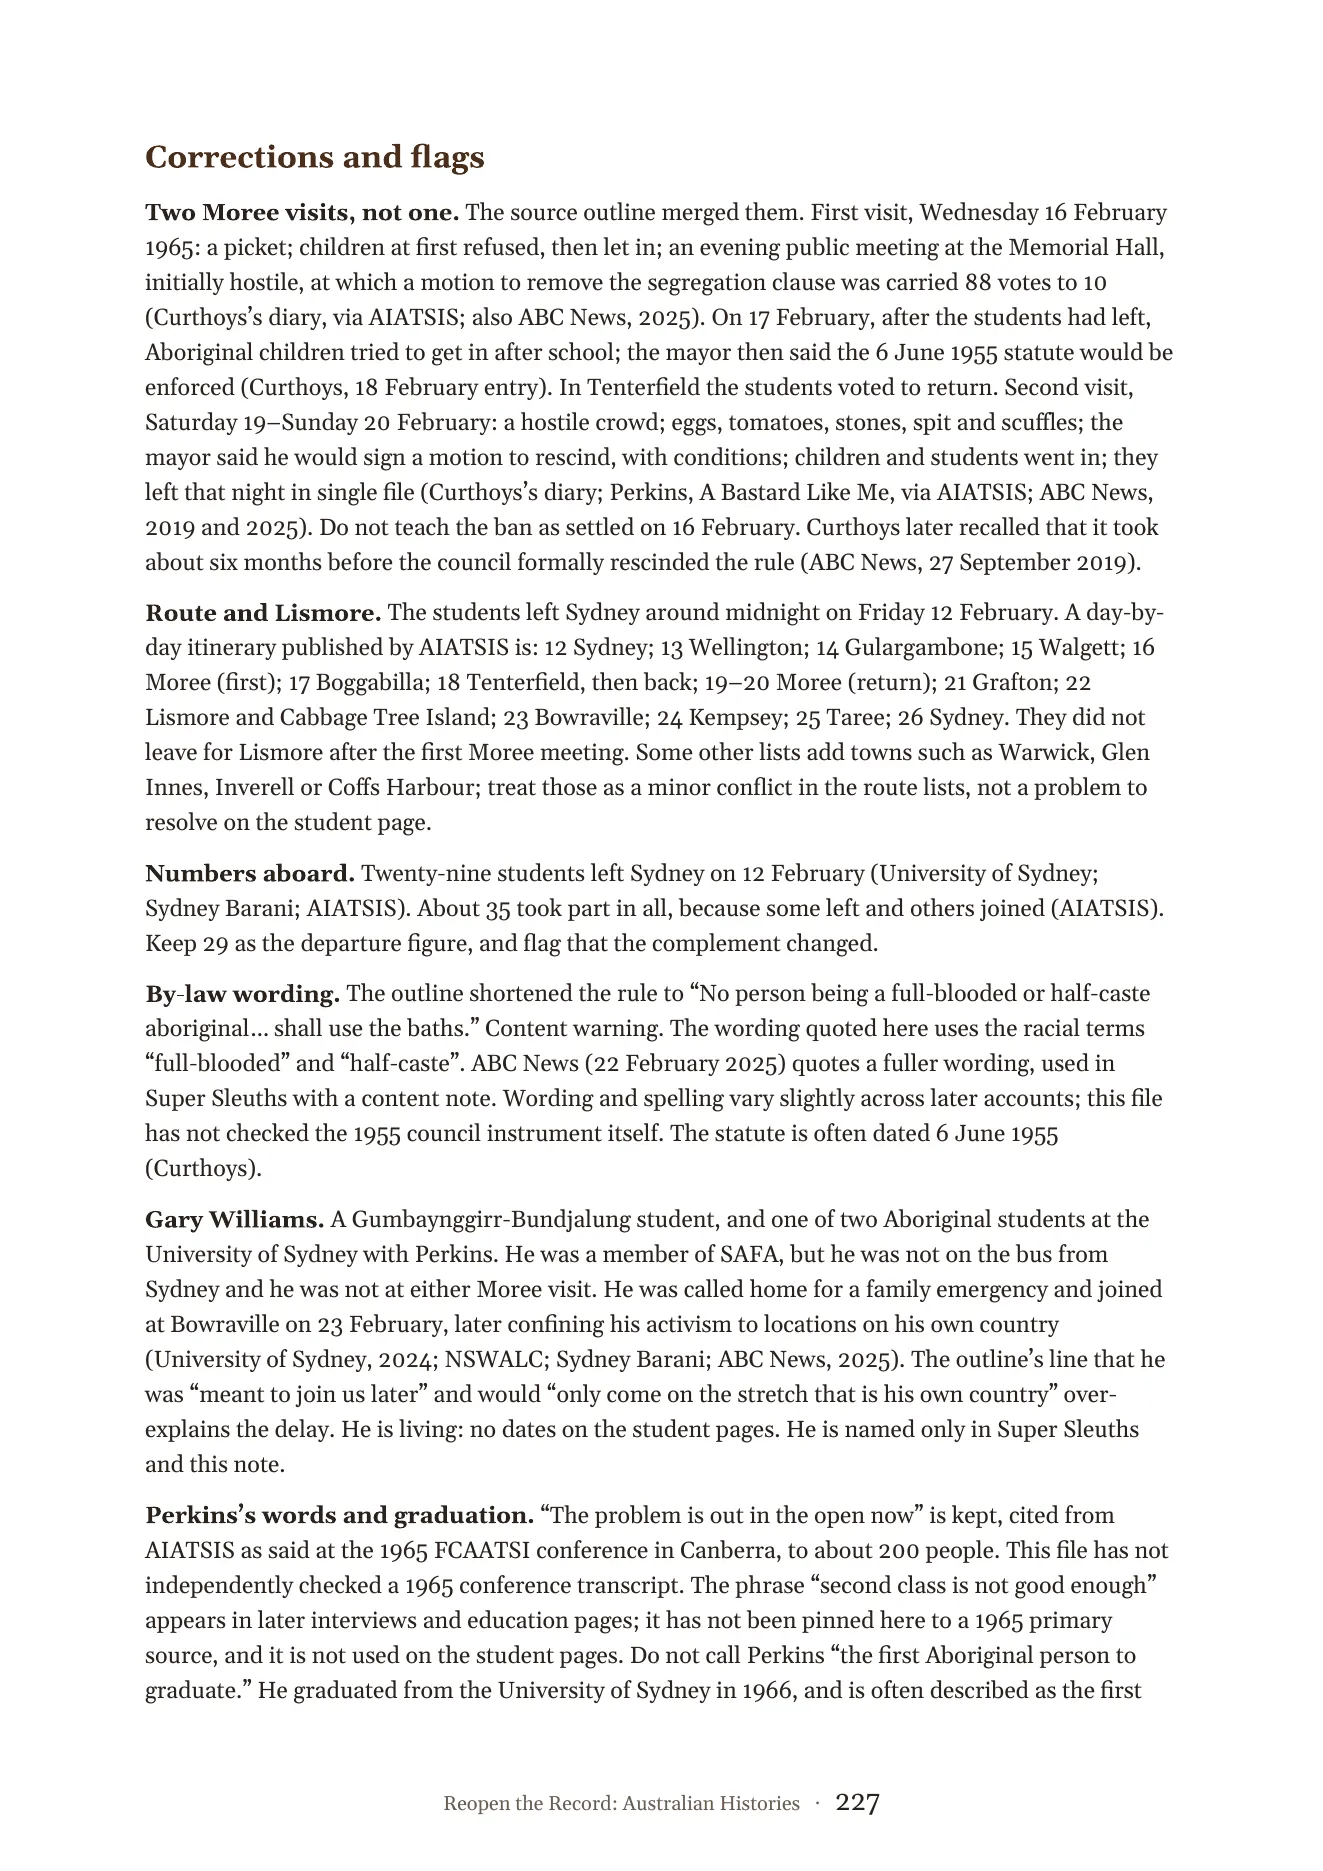 Corrections and flags
Two Moree visits, not one. The source outline merged them. First visit, Wednesday 16 February
1965: a picket; children at first refused, then let in; an evening public meeting at the Memorial Hall,
initially hostile, at which a motion to remove the segregation clause was carried 88 votes to 10
(Curthoys’s diary, via AIATSIS; also ABC News, 2025). On 17 February, after the students had left,
Aboriginal children tried to get in after school; the mayor then said the 6 June 1955 statute would be
enforced (Curthoys, 18 February entry). In Tenterfield the students voted to return. Second visit,
Saturday 19–Sunday 20 February: a hostile crowd; eggs, tomatoes, stones, spit and scuffles; the
mayor said he would sign a motion to rescind, with conditions; children and students went in; they
left that night in single file (Curthoys’s diary; Perkins, A Bastard Like Me, via AIATSIS; ABC News,
2019 and 2025). Do not teach the ban as settled on 16 February. Curthoys later recalled that it took
about six months before the council formally rescinded the rule (ABC News, 27 September 2019).
Route and Lismore. The students left Sydney around midnight on Friday 12 February. A day-by-
day itinerary published by AIATSIS is: 12 Sydney; 13 Wellington; 14 Gulargambone; 15 Walgett; 16
Moree (first); 17 Boggabilla; 18 Tenterfield, then back; 19–20 Moree (return); 21 Grafton; 22
Lismore and Cabbage Tree Island; 23 Bowraville; 24 Kempsey; 25 Taree; 26 Sydney. They did not
leave for Lismore after the first Moree meeting. Some other lists add towns such as Warwick, Glen
Innes, Inverell or Coffs Harbour; treat those as a minor conflict in the route lists, not a problem to
resolve on the student page.
Numbers aboard. Twenty-nine students left Sydney on 12 February (University of Sydney;
Sydney Barani; AIATSIS). About 35 took part in all, because some left and others joined (AIATSIS).
Keep 29 as the departure figure, and flag that the complement changed.
By-law wording. The outline shortened the rule to “No person being a full-blooded or half-caste
aboriginal… shall use the baths.” Content warning. The wording quoted here uses the racial terms
“full-blooded” and “half-caste”. ABC News (22 February 2025) quotes a fuller wording, used in
Super Sleuths with a content note. Wording and spelling vary slightly across later accounts; this file
has not checked the 1955 council instrument itself. The statute is often dated 6 June 1955
(Curthoys).
Gary Williams. A Gumbaynggirr-Bundjalung student, and one of two Aboriginal students at the
University of Sydney with Perkins. He was a member of SAFA, but he was not on the bus from
Sydney and he was not at either Moree visit. He was called home for a family emergency and joined
at Bowraville on 23 February, later confining his activism to locations on his own country
(University of Sydney, 2024; NSWALC; Sydney Barani; ABC News, 2025). The outline’s line that he
was “meant to join us later” and would “only come on the stretch that is his own country” over-
explains the delay. He is living: no dates on the student pages. He is named only in Super Sleuths
and this note.
Perkins’s words and graduation. “The problem is out in the open now” is kept, cited from
AIATSIS as said at the 1965 FCAATSI conference in Canberra, to about 200 people. This file has not
independently checked a 1965 conference transcript. The phrase “second class is not good enough”
appears in later interviews and education pages; it has not been pinned here to a 1965 primary
source, and it is not used on the student pages. Do not call Perkins “the first Aboriginal person to
graduate.” He graduated from the University of Sydney in 1966, and is often described as the first
Reopen the Record: Australian Histories · 227